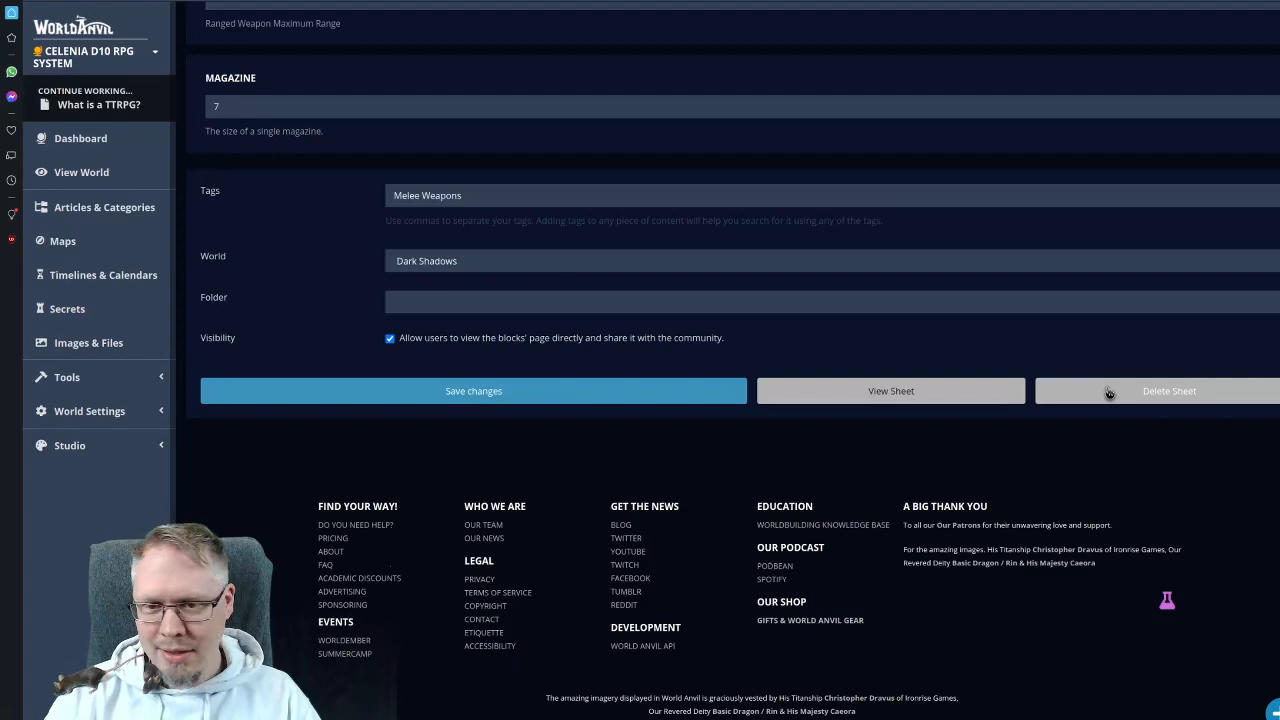 WORLDANVIL
CELENIA D10 RPG
SYSTEM
CONTINUE WORKING...
What is a TTRPG?
Dashboard
View World
Articles & Categories
Maps
Timelines & Calendars
Secrets
Images & Files
Tools
World Settings
Studio
Ranged Weapon Maximum Range
MAGAZINE
7
The size of a single magazine.
Tags
Melee Weapons
Use commas to separate your tags. Adding tags to any piece of content will help you search for it using any of the tags.
World
Dark Shadows
Folder
Visibility
Allow users to view the blocks' page directly and share it with the community.
Save changes
View Sheet
Delete Sheet
FIND YOUR WAY!
DO YOU NEED HELP?
PRICING
ABOUT
FAQ
ACADEMIC DISCOUNTS
ADVERTISING
SPONSORING
EVENTS
WORLDEMBER
SUMMERCAMP
WHO WE ARE
OUR TEAM
OUR NEWS
LEGAL
PRIVACY
TERMS OF SERVICE
COPYRIGHT
CONTACT
ETIQUETTE
ACCESSIBILITY
GET THE NEWS
BLOG
TWITTER
YOUTUBE
TWITCH
FACEBOOK
TUMBLR
REDDIT
DEVELOPMENT
WORLD ANVIL API
EDUCATION
WORLDBUILDING KNOWLEDGE BASE
OUR PODCAST
PODBEAN
SPOTIFY
OUR SHOP
GIFTS & WORLD ANVIL GEAR
A BIG THANK YOU
To all our Our Patrons for their unwavering love and support.
For the amazing images. His Titanship Christopher Dravus of Ironrise Games, Our
Revered Deity Basic Dragon / Rin & His Majesty Caeora
The amazing imagery displayed in World Anvil is graciously vested by His Titanship Christopher Dravus of Ironrise Games,
Our Revered Deity Basic Dragon / Rin & His Majesty Caeora